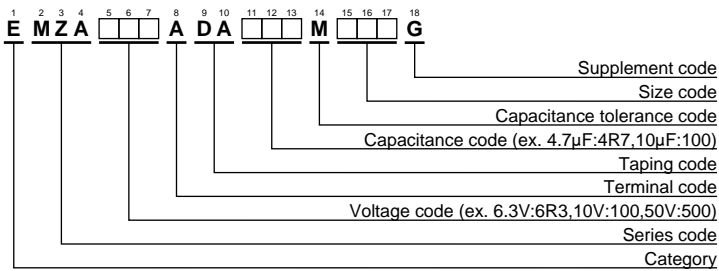 1 2 3 4 5 6 7 8 9 10 11 12 13 14 15 16 17 18
E MZA □□□ A DA □□□ M □□□ G
Supplement code
Size code
Capacitance tolerance code
Capacitance code (ex. 4.7μF:4R7,10μF:100)
Taping code
Terminal code
Voltage code (ex. 6.3V:6R3,10V:100,50V:500)
Series code
Category